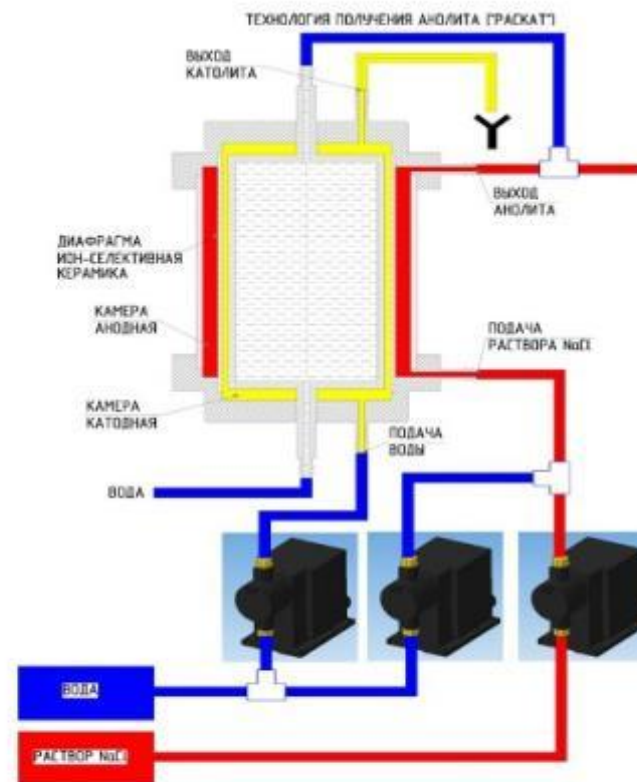 ТЕХНОЛОГИЯ ПОЛУЧЕНИЯ АНОЛИТА ("РАСКАТ")
ВЫХОД
КАТОЛИТА
ВЫХОД
АНОЛИТА
ДИАФРАГМА
ИОН-СЕЛЕКТИВНАЯ
КЕРАМИКА
КАМЕРА
АНОДНАЯ
ПОДАЧА
РАСТВОРА NaCl
КАМЕРА
КАТОДНАЯ
ПОДАЧА
ВОДЫ
ВОДА
ВОДА
РАСТВОР NaCl